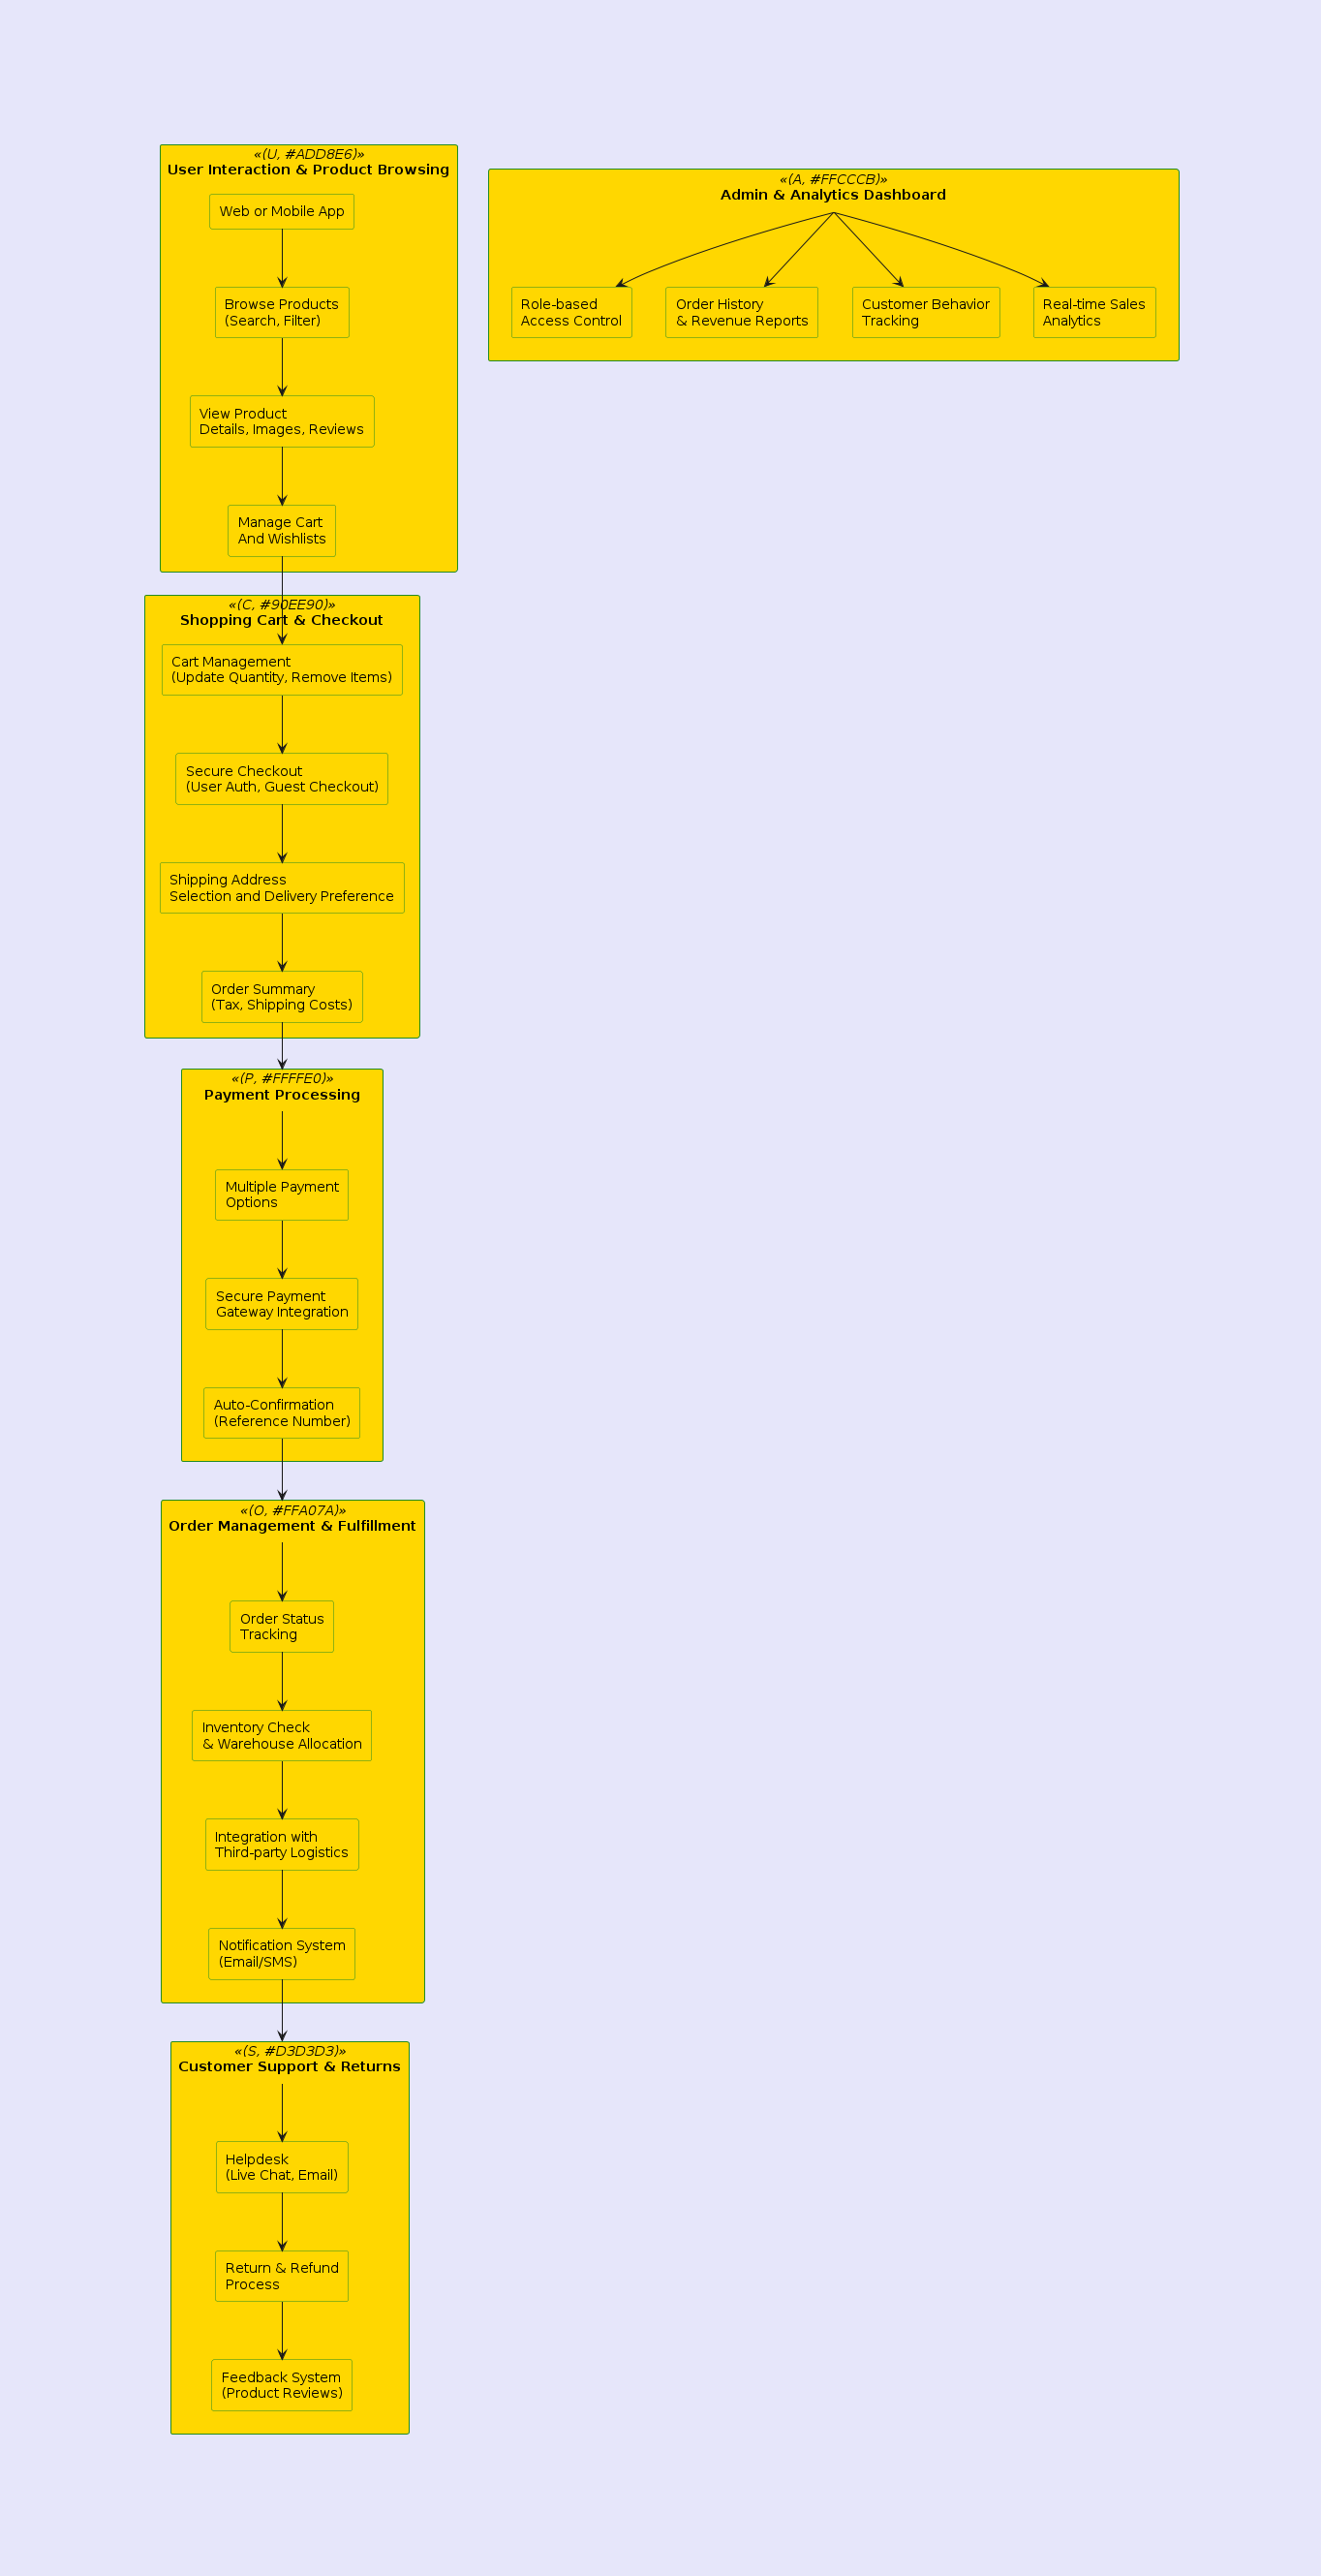 «(U, #ADD8E6)»
User Interaction & Product Browsing
Web or Mobile App
Browse Products
(Search, Filter)
View Product
Details, Images, Reviews
Manage Cart
And Wishlists
«(A, #FFCCCB)»
Admin & Analytics Dashboard
Role-based
Access Control
Order History
& Revenue Reports
Customer Behavior
Tracking
Real-time Sales
Analytics
«(C, #90EE90)»
Shopping Cart & Checkout
Cart Management
(Update Quantity, Remove Items)
Secure Checkout
(User Auth, Guest Checkout)
Shipping Address
Selection and Delivery Preference
Order Summary
(Tax, Shipping Costs)
«(P, #FFFFE0)»
Payment Processing
Multiple Payment
Options
Secure Payment
Gateway Integration
Auto-Confirmation
(Reference Number)
«(O, #FFA07A)»
Order Management & Fulfillment
Order Status
Tracking
Inventory Check
& Warehouse Allocation
Integration with
Third-party Logistics
Notification System
(Email/SMS)
«(S, #D3D3D3)»
Customer Support & Returns
Helpdesk
(Live Chat, Email)
Return & Refund
Process
Feedback System
(Product Reviews)